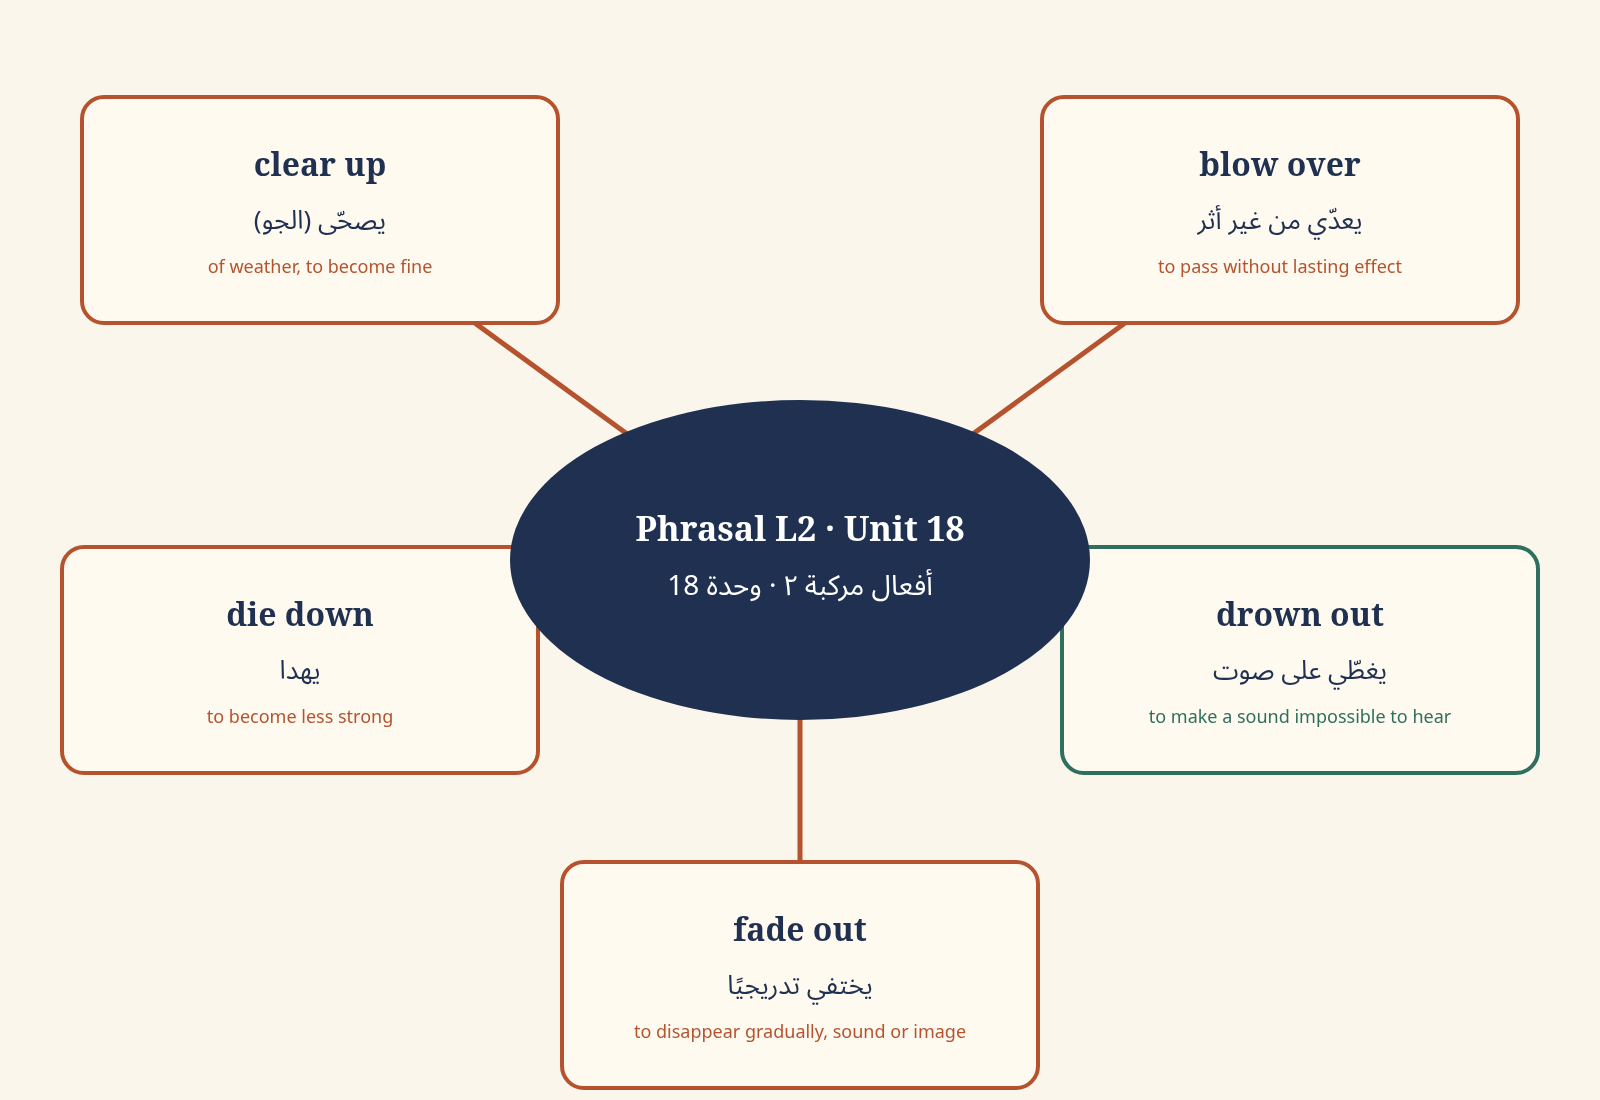 clear up
يصحّى (الجو)
of weather, to become fine
blow over
يعدّي من غير أثر
to pass without lasting effect
Phrasal L2 · Unit 18
أفعال مركبة ٢ · وحدة 18
die down
يهدا
to become less strong
drown out
يغطّي على صوت
to make a sound impossible to hear
fade out
يختفي تدريجيًا
to disappear gradually, sound or image